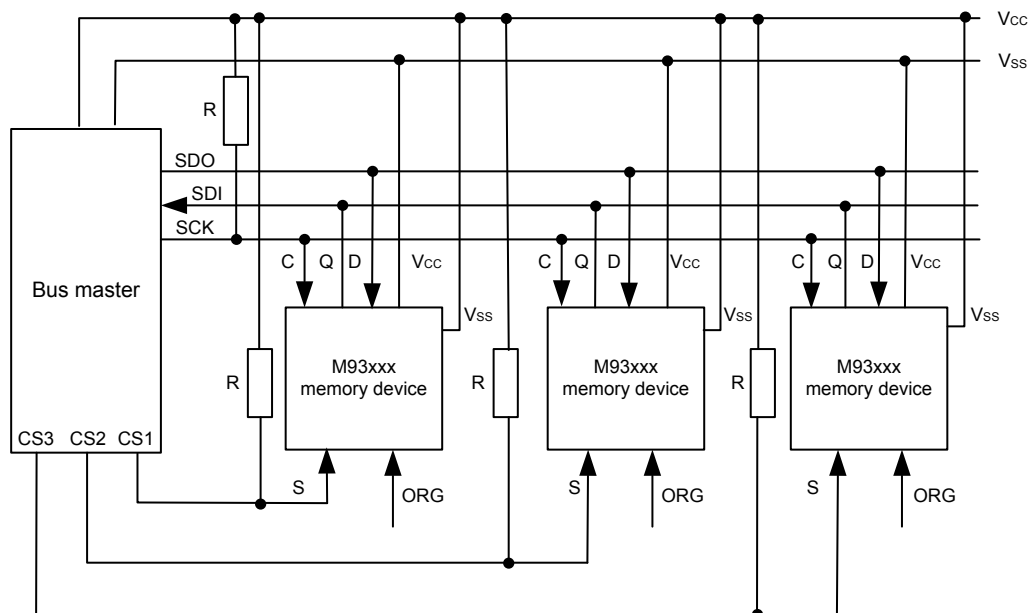 VCC
VSS
R
SDO
SDI
SCK
C Q D VCC
C Q D VCC
C Q D VCC
Bus master
VSS
VSS
VSS
R
M93xxx
memory device
R
M93xxx
memory device
R
M93xxx
memory device
CS3 CS2 CS1
S
ORG
S
ORG
S
ORG